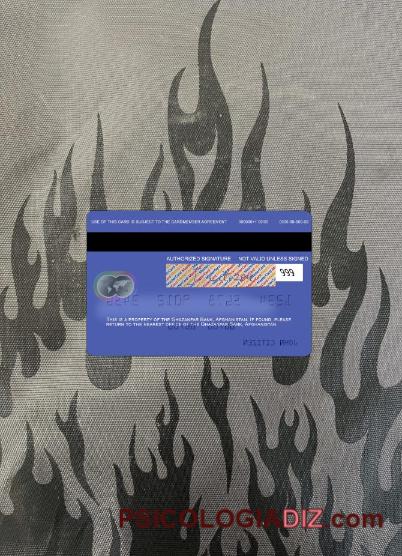 USE OF THIS CARD IS SUBJECT TO THE CARDMEMBER AGREEMENT
AUTHORIZED SIGNATURE NOT VALID UNLESS SIGNED
999
THIS IS A PROPERTY OF THE GHAZANFAR BANK, AFGHANISTAN. IF FOUND, PLEASE
RETURN TO THE NEAREST OFFICE OF THE GHAZANFAR BANK, AFGHANISTAN.
JOHN CITIZEN
PSICOLOGIADIZ.com